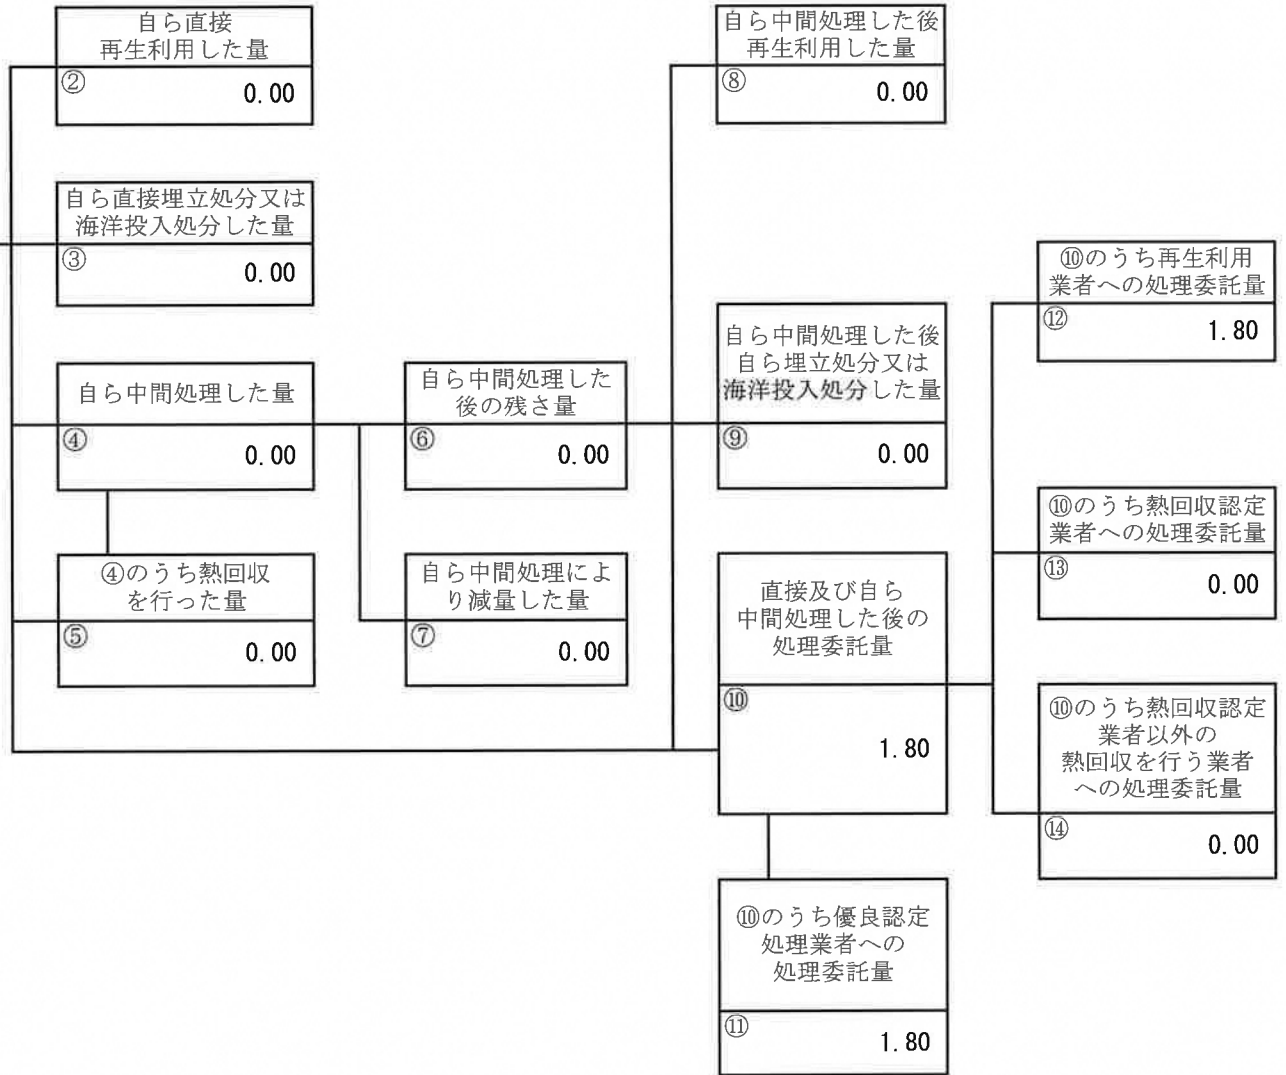 自ら直接
再生利用した量
②
0.00
自ら直接埋立処分又は
海洋投入処分した量
③
0.00
自ら中間処理した量
④
0.00
④のうち熱回収
を行った量
⑤
0.00
自ら中間処理した
後の残さ量
⑥
0.00
自ら中間処理によ
り減量した量
⑦
0.00
自ら中間処理した後
再生利用した量
⑧
0.00
自ら中間処理した後
自ら埋立処分又は
海洋投入処分した量
⑨
0.00
直接及び自ら
中間処理した後の
処理委託量
⑩
1.80
⑩のうち優良認定
処理業者への
処理委託量
⑪
1.80
⑩のうち再生利用
業者への処理委託量
⑫
1.80
⑩のうち熱回収認定
業者への処理委託量
⑬
0.00
⑩のうち熱回収認定
業者以外の
熱回収を行う業者
への処理委託量
⑭
0.00